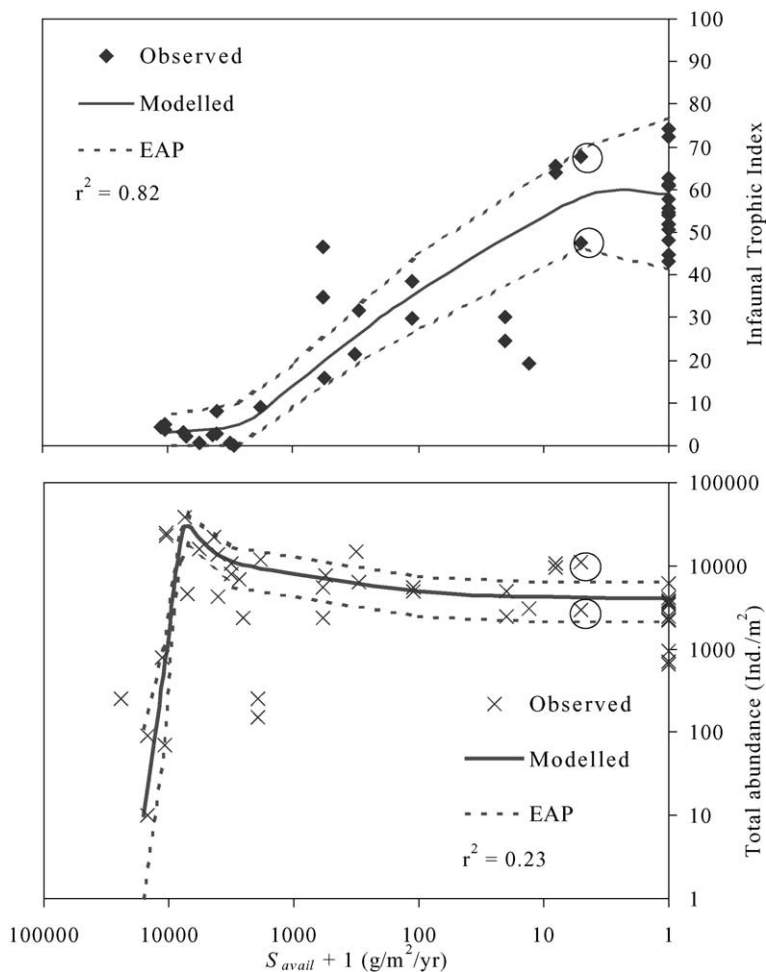 Observed
Modelled
EAP
r² = 0.82
100
90
80
70
60
50
40
30
20
10
0
Infaunal Trophic Index
100000
10000
1000
100
10
1
Total abundance (Ind./m²)
Observed
Modelled
EAP
r² = 0.23
100000 10000 1000 100 10 1
S avail + 1 (g/m²/yr)